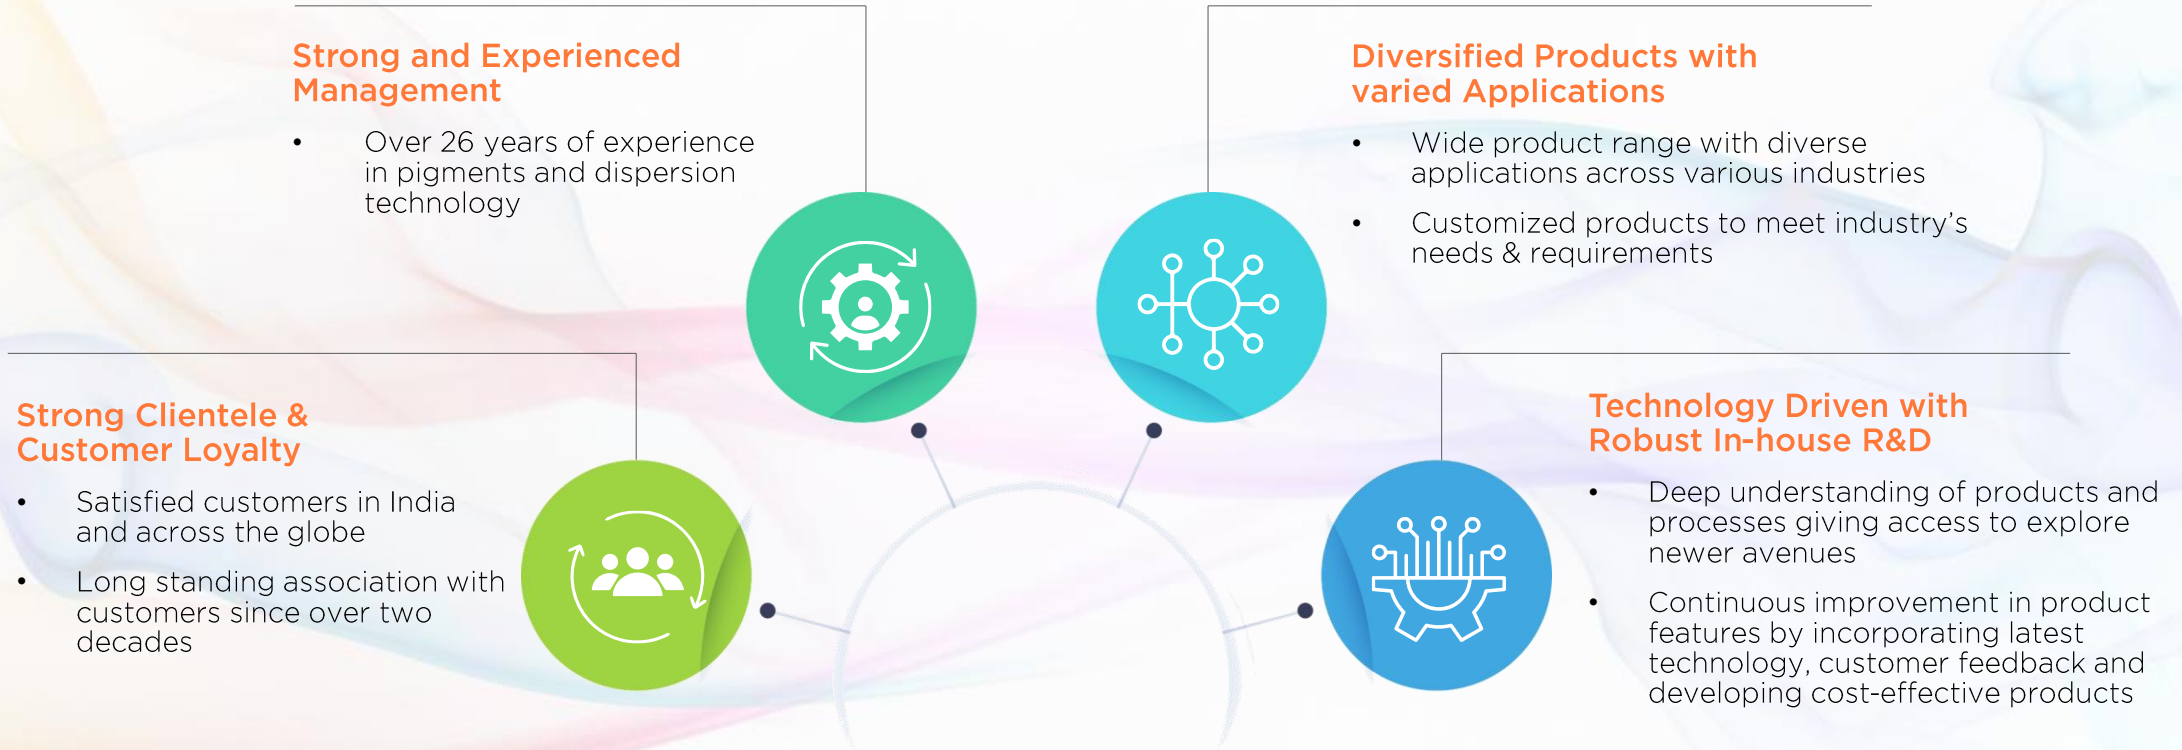 Strong and Experienced
Management
• Over 26 years of experience
in pigments and dispersion
technology
Diversified Products with
varied Applications
• Wide product range with diverse
applications across various industries
• Customized products to meet industry’s
needs & requirements
Strong Clientele &
Customer Loyalty
• Satisfied customers in India
and across the globe
• Long standing association with
customers since over two
decades
Technology Driven with
Robust In-house R&D
• Deep understanding of products and
processes giving access to explore
newer avenues
• Continuous improvement in product
features by incorporating latest
technology, customer feedback and
developing cost-effective products